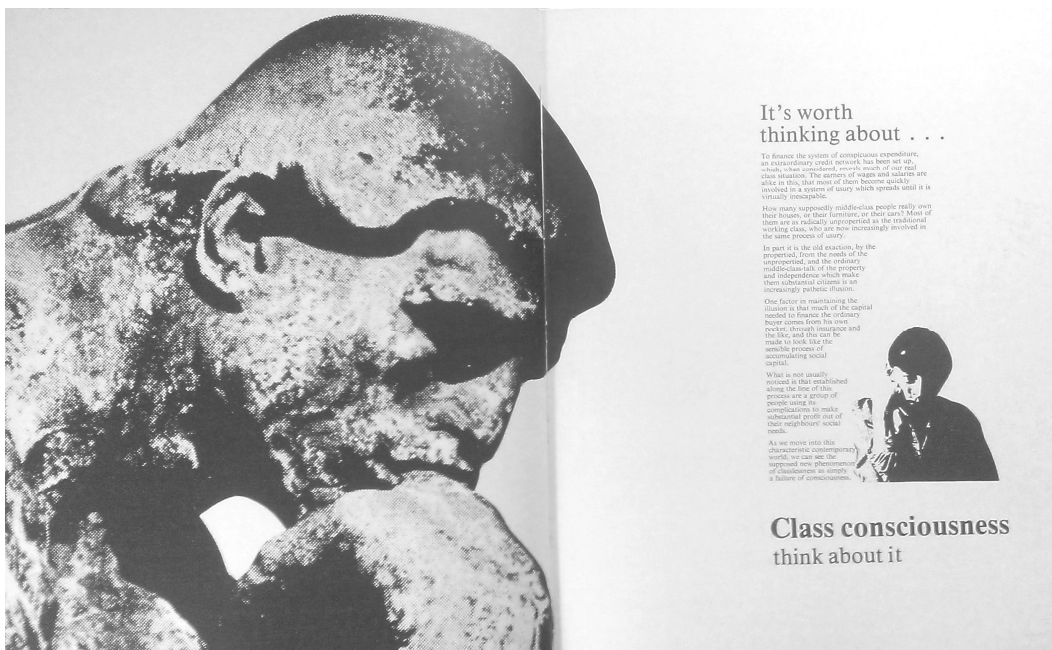 It's worth
thinking about . . .
To finance the system of conspicuous expenditure,
an extraordinary credit network has been set up,
which, when considered, reveals much of our real
class situation. The earners of wages and salaries are
alike in this, that most of them become quickly
involved in a system of usury which spreads until it is
virtually inescapable.
How many supposedly middle-class people really own
their houses, or their furniture, or their cars? Most of
them are as radically unpropertied as the traditional
working class, who are now increasingly involved in
the same process of usury.
In part it is the old exaction, by the
propertied, from the needs of the
unpropertied, and the ordinary
middle-class-talk of the property
and independence which make
them substantial citizens is an
increasingly pathetic illusion.
One factor in maintaining the
illusion is that much of the capital
needed to finance the ordinary
buyer comes from his own
pocket, through insurance and
the like, and this can be
made to look like the
sensible process of
accumulating social
capital.
What is not usually
noticed is that established
along the line of this
process are a group of
people using its
complications to make
substantial profit out of
their neighbours' social
needs.
As we move into this
characteristic contemporary
world, we can see the
supposed new phenomenon
of classlessness as simply
a failure of consciousness.
Class consciousness
think about it